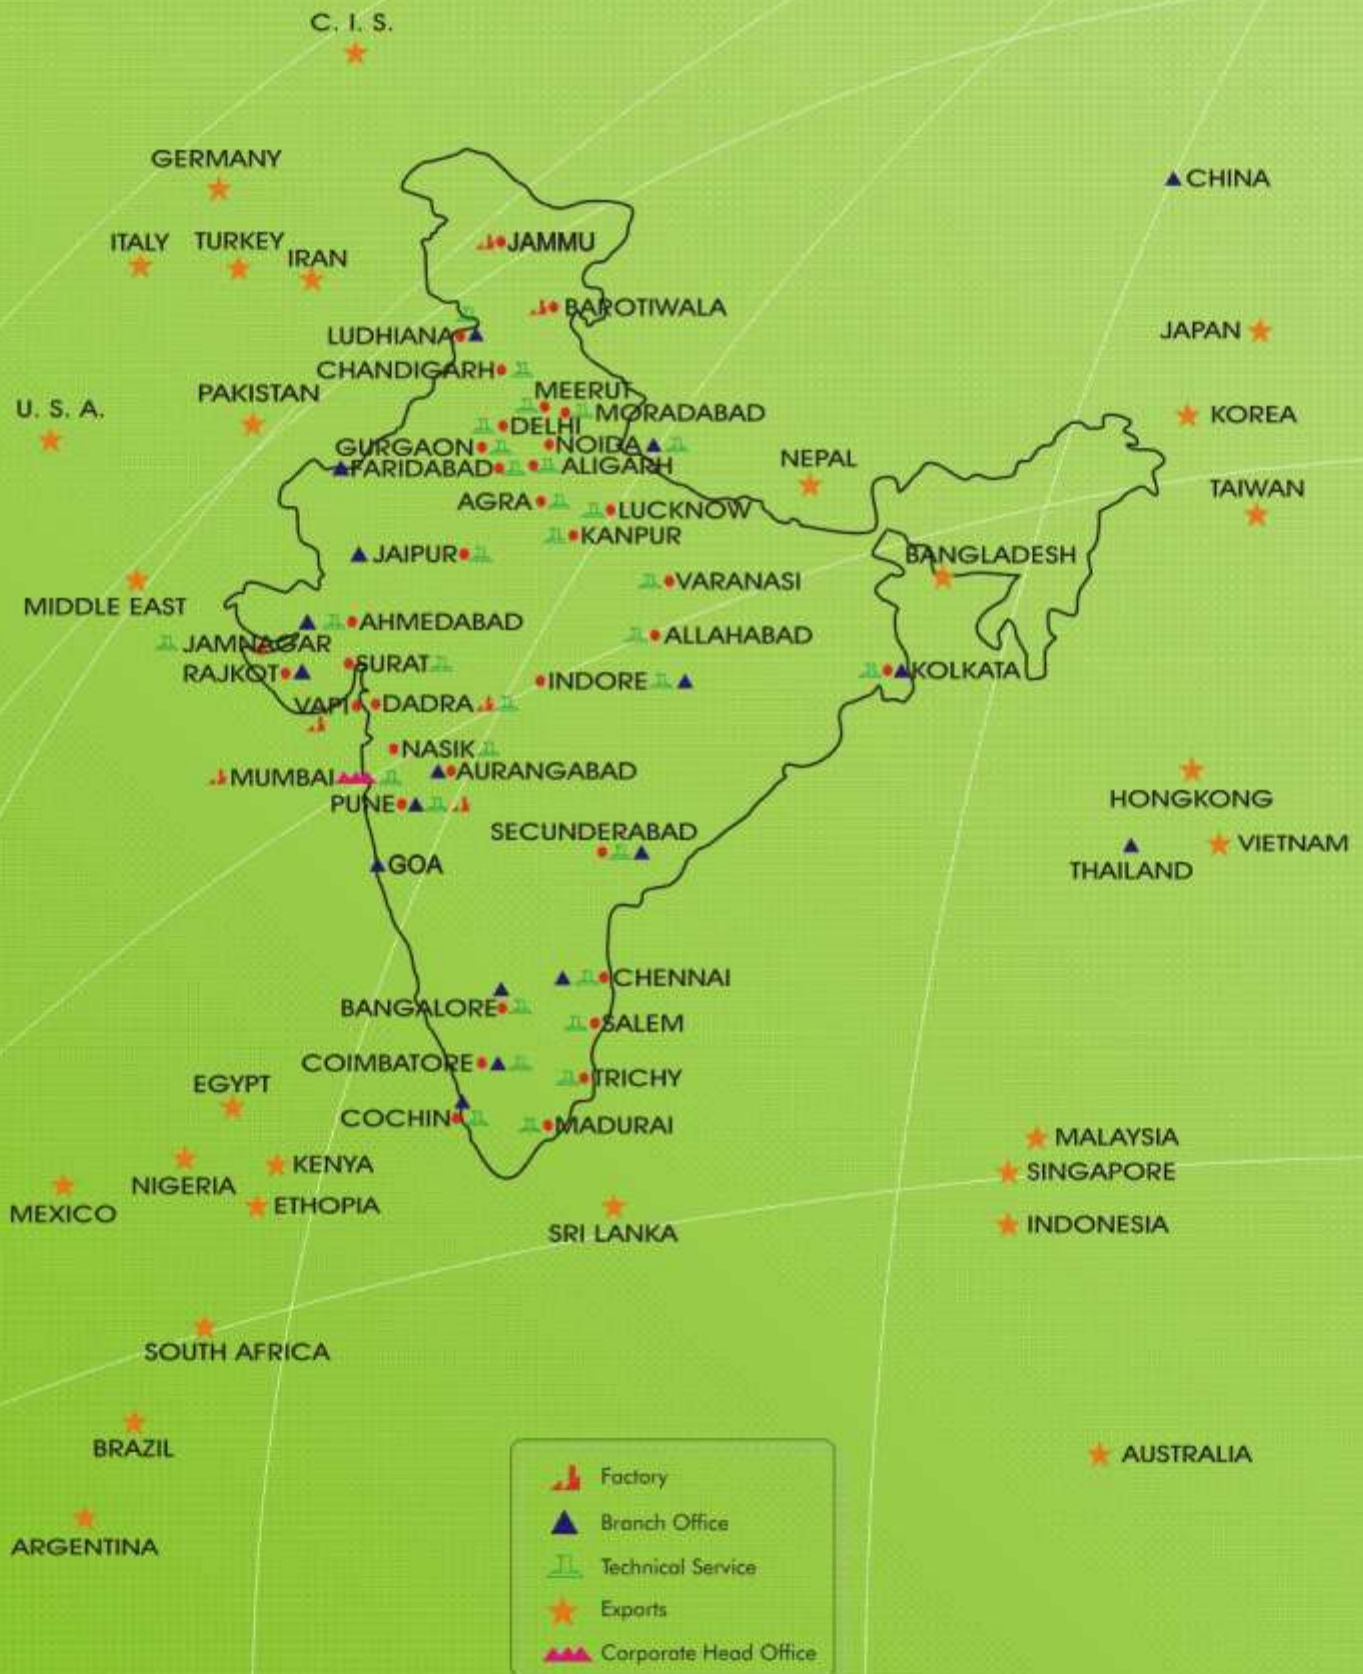 C. I. S.
GERMANY
CHINA
ITALY
TURKEY
IRAN
JAMMU
BAROTIWALA
JAPAN
LUDHIANA
CHANDIGARH
MEERUT
PAKISTAN
U. S. A.
MORADABAD
KOREA
DELHI
GURGAON
NOIDA
NEPAL
FARIDABAD
ALIGARH
TAIWAN
AGRA
LUCKNOW
KANPUR
JAIPUR
BANGLADESH
VARANASI
MIDDLE EAST
AHMEDABAD
ALLAHABAD
JAMNAGAR
SURAT
RAJKOT
INDORE
KOLKATA
VAPI
DADRA
NASIK
MUMBAI
AURANGABAD
HONGKONG
PUNE
SECUNDERABAD
VIETNAM
THAILAND
GOA
CHENNAI
BANGALORE
SALEM
COIMBATORE
TRICHY
EGYPT
COCHIN
MADURAI
MALAYSIA
KENYA
SINGAPORE
NIGERIA
ETHOPIA
MEXICO
SRI LANKA
INDONESIA
SOUTH AFRICA
BRAZIL
AUSTRALIA
ARGENTINA
Factory
Branch Office
Technical Service
Exports
Corporate Head Office